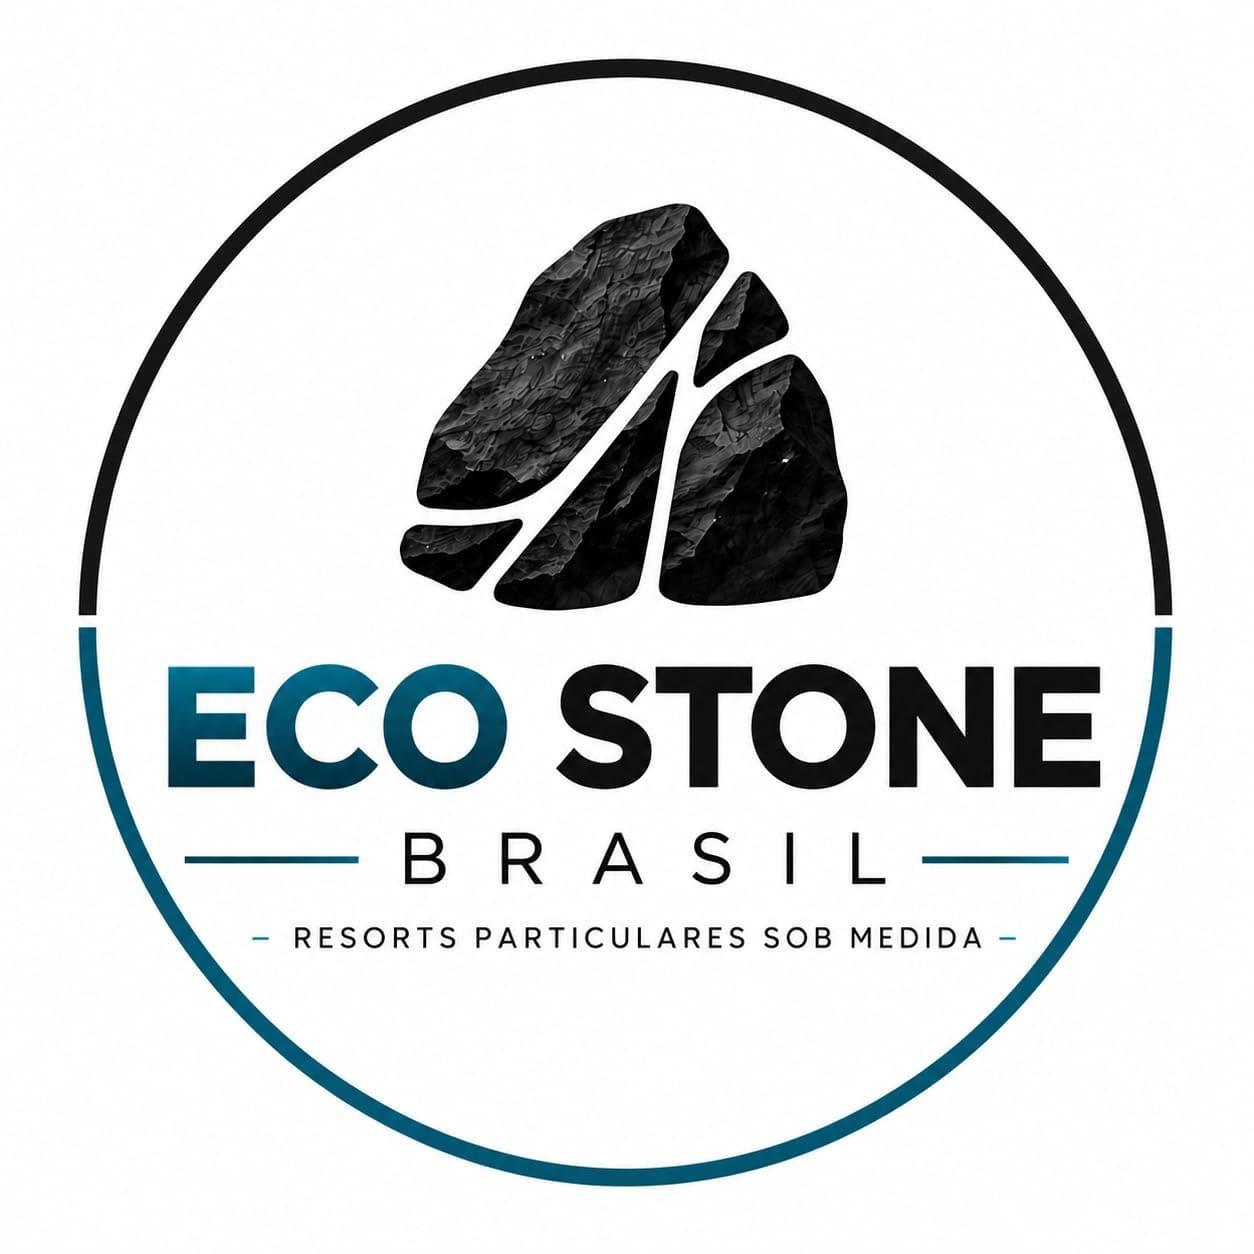 ECO STONE
BRASIL
– RESORTS PARTICULARES SOB MEDIDA –